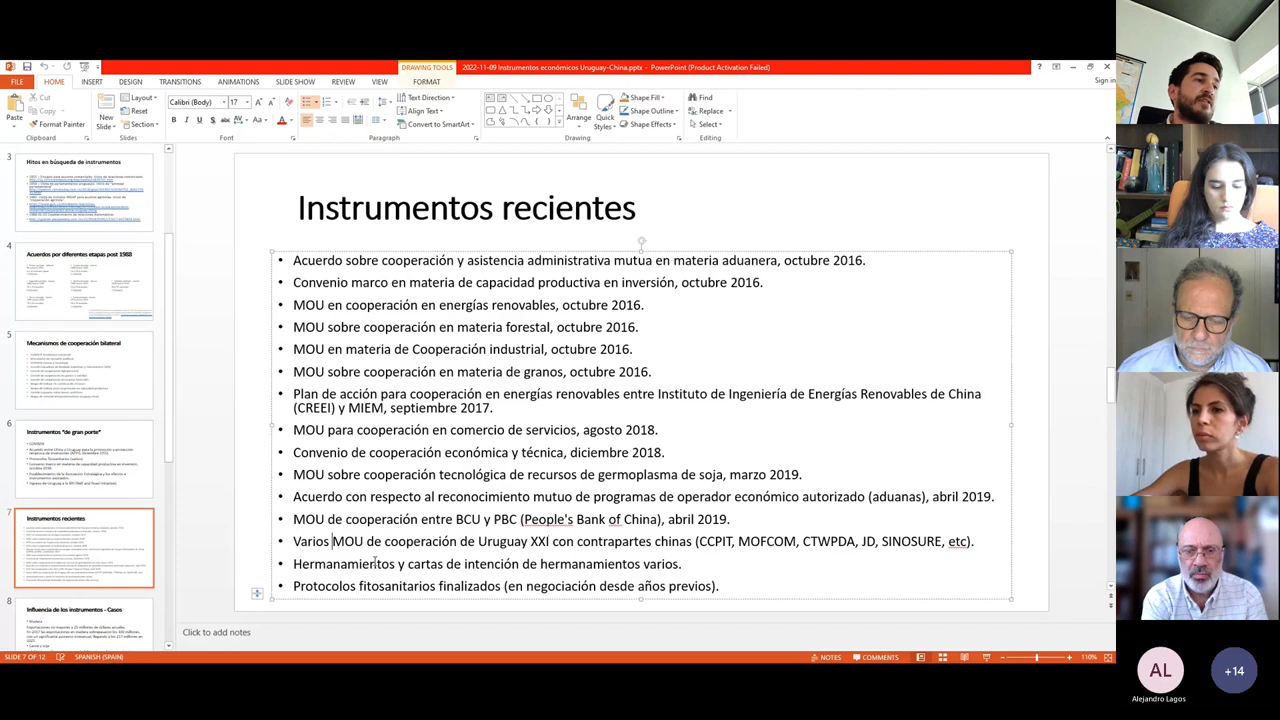 DRAWING TOOLS
2022-11-09 Instrumentos económicos Uruguay-China.pptx - PowerPoint (Product Activation Failed)
FILE HOME INSERT DESIGN TRANSITIONS ANIMATIONS SLIDE SHOW REVIEW VIEW FORMAT
Sign in
Cut
Copy
Format Painter
Paste
Clipboard
New Slide
Layout
Reset
Section
Slides
Calibri (Body) 17
Font
Text Direction
Align Text
Convert to SmartArt
Paragraph
Arrange
Quick Styles
Shape Fill
Shape Outline
Shape Effects
Drawing
Find
Replace
Select
Editing
3
Hitos en búsqueda de instrumentos
4
Acuerdos por diferentes etapas post 1988
5
Mecanismos de cooperación bilateral
6
Instrumentos "de gran porte"
7
Instrumentos recientes
8
Influencia de los instrumentos - Casos
Instrumentos recientes
• Acuerdo sobre cooperación y asistencia administrativa mutua en materia aduanera, octubre 2016.
Convenio marco en materia de capacidad productiva en inversión, octubre 2016.
• MOU en cooperación en energías renovables, octubre 2016.
• MOU sobre cooperación en materia forestal, octubre 2016.
• MOU en materia de Cooperación Industrial, octubre 2016.
• MOU sobre cooperación en materia de granos, octubre 2016.
• Plan de acción para cooperación en energías renovables entre Instituto de Ingeniería de Energías Renovables de China
(CREEI) y MIEM, septiembre 2017.
• MOU para cooperación en comercio de servicios, agosto 2018.
• Convenio de cooperación económica y técnica, diciembre 2018.
• MOU sobre cooperación tecnológica y recursos de germoplasma de soja,
• Acuerdo con respecto al reconocimiento mutuo de programas de operador económico autorizado (aduanas), abril 2019.
• MOU de cooperación entre BCU y PBC (People's Bank of China), abril 2019.
• Varios MOU de cooperación de Uruguay XXI con contrapartes chinas (CCPIT, MOFCOM, CTWPDA, JD, Shangtex, etc).
• Hermanamientos y cartas de intención de hermanamientos varios.
• Protocolos fitosanitarios finalizados (en negociación desde años previos).
Click to add notes
SLIDE 7 OF 12 SPANISH (SPAIN) NOTES COMMENTS 110%
AL
Alejandro Lagos
+14